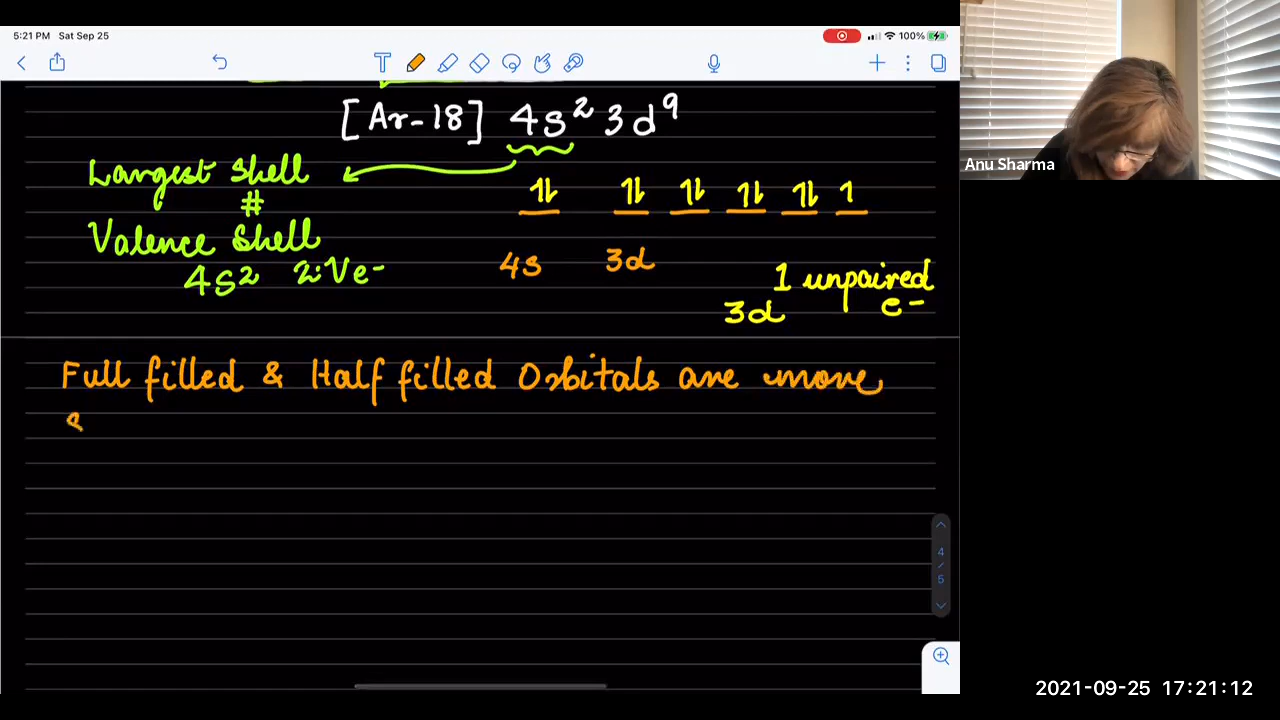 5:21 PM Sat Sep 25
100%
[Ar-18] 4s² 3d⁹
Largest Shell
#
Valence Shell
4s² 2:Ve-
1L 1L 1L 1L 1L 1
4s 3d
1 unpaired
3d e-
Full filled & Half filled Orbitals are more
s
4
/
5
Anu Sharma
2021-09-25 17:21:12